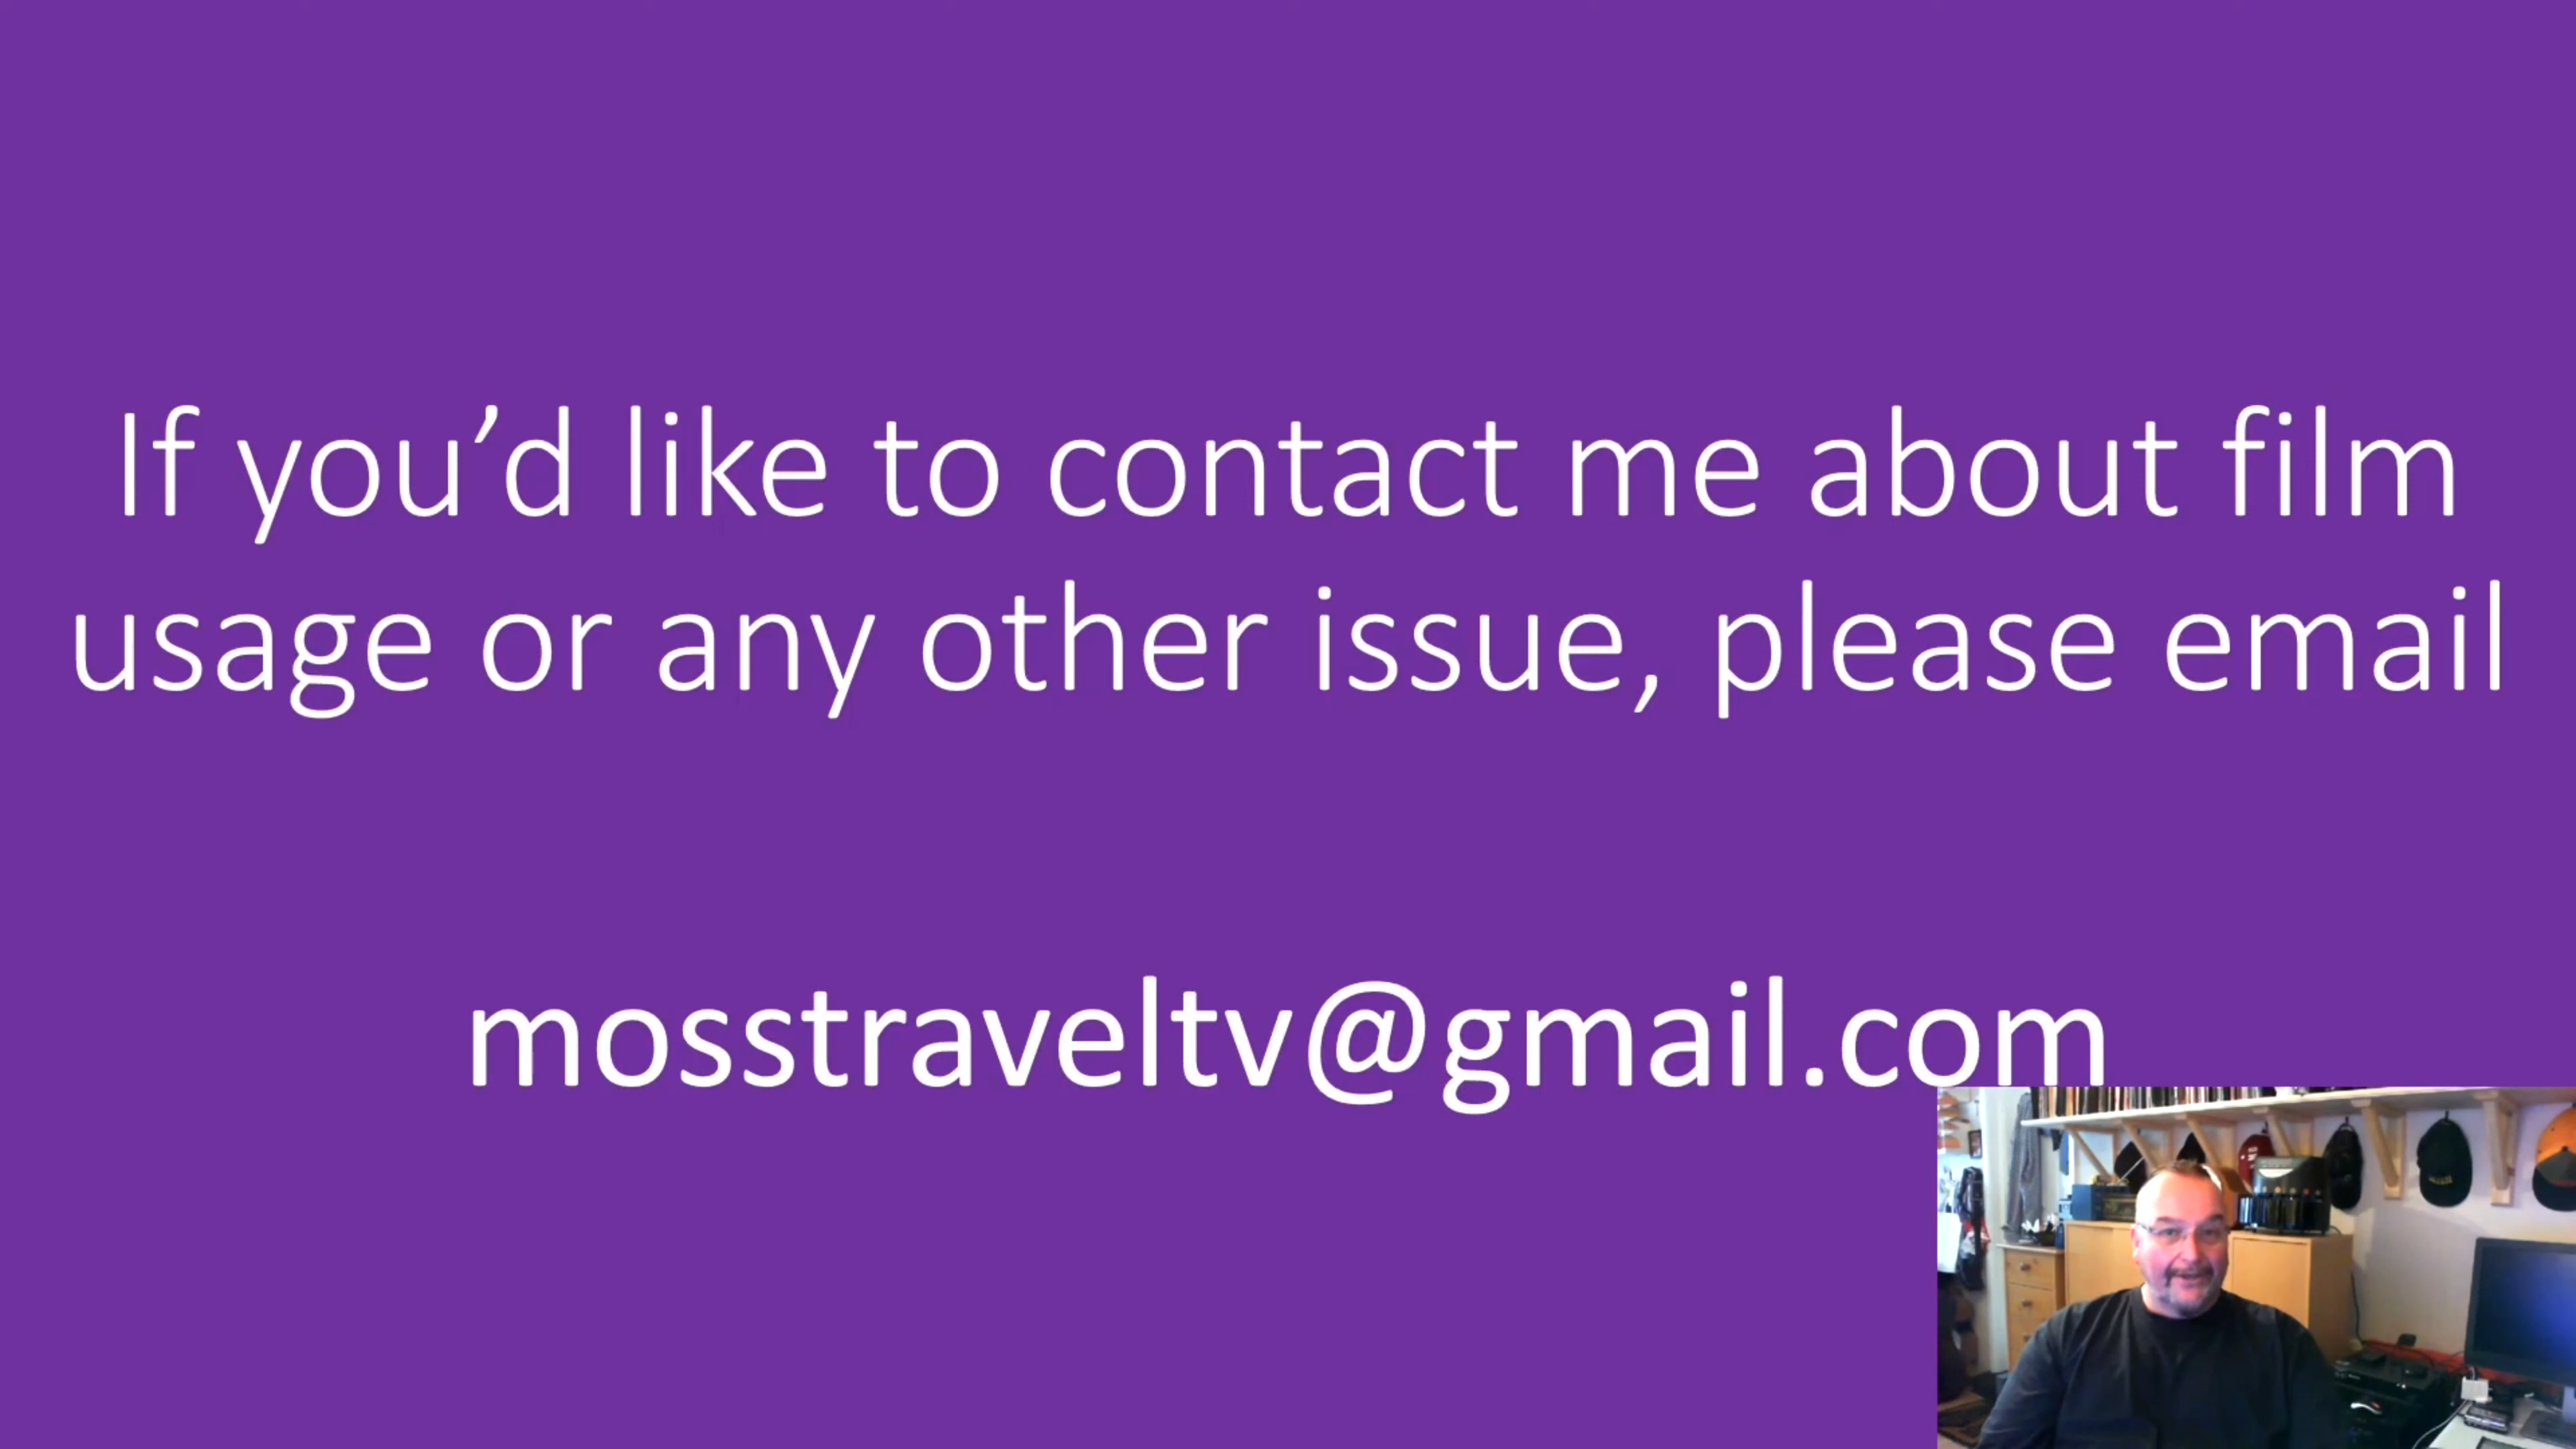 If you’d like to contact me about film
usage or any other issue, please email
mosstraveltv@gmail.com